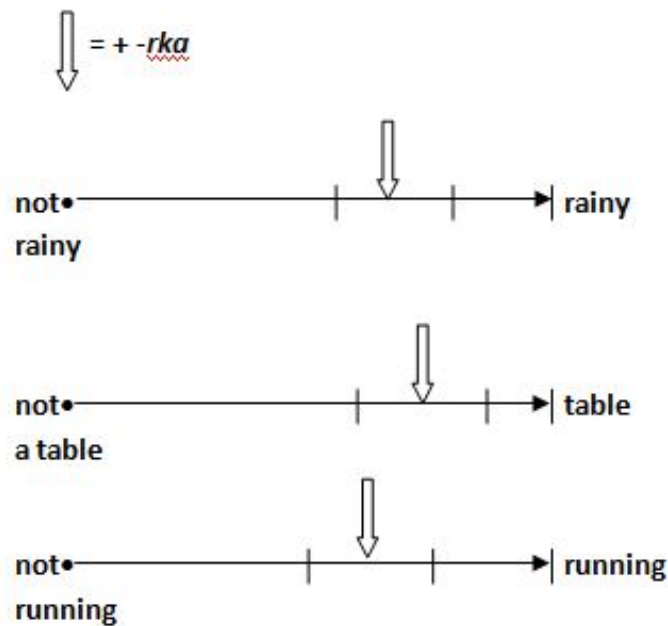 = + -rka
not rainy
rainy
not table
a table
not running
running